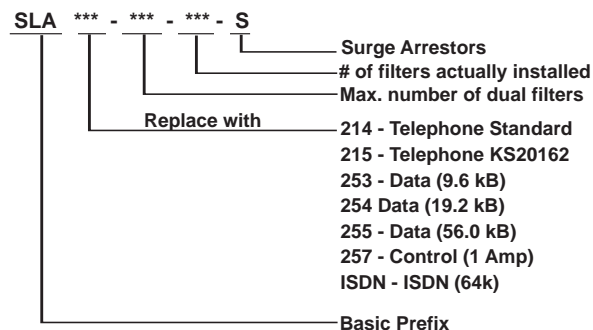 SLA *** - *** - *** - S
Surge Arrestors
# of filters actually installed
Max. number of dual filters
Replace with
214 - Telephone Standard
215 - Telephone KS20162
253 - Data (9.6 kB)
254 Data (19.2 kB)
255 - Data (56.0 kB)
257 - Control (1 Amp)
ISDN - ISDN (64k)
Basic Prefix